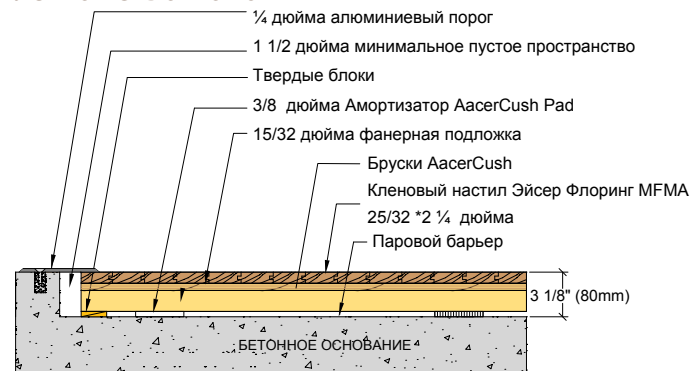 ¼ дюйма алюминиевый порог
1 1/2 дюйма минимальное пустое пространство
Твердые блоки
3/8 дюйма Амортизатор AacerCush Pad
15/32 дюйма фанерная подложка
Бруски AacerCush
Кленовый настил Эйсер Флоринг MFMA
25/32 *2 ¼ дюйма
Паровой барьер
3 1/8" (80mm)
БЕТОННОЕ ОСНОВАНИЕ